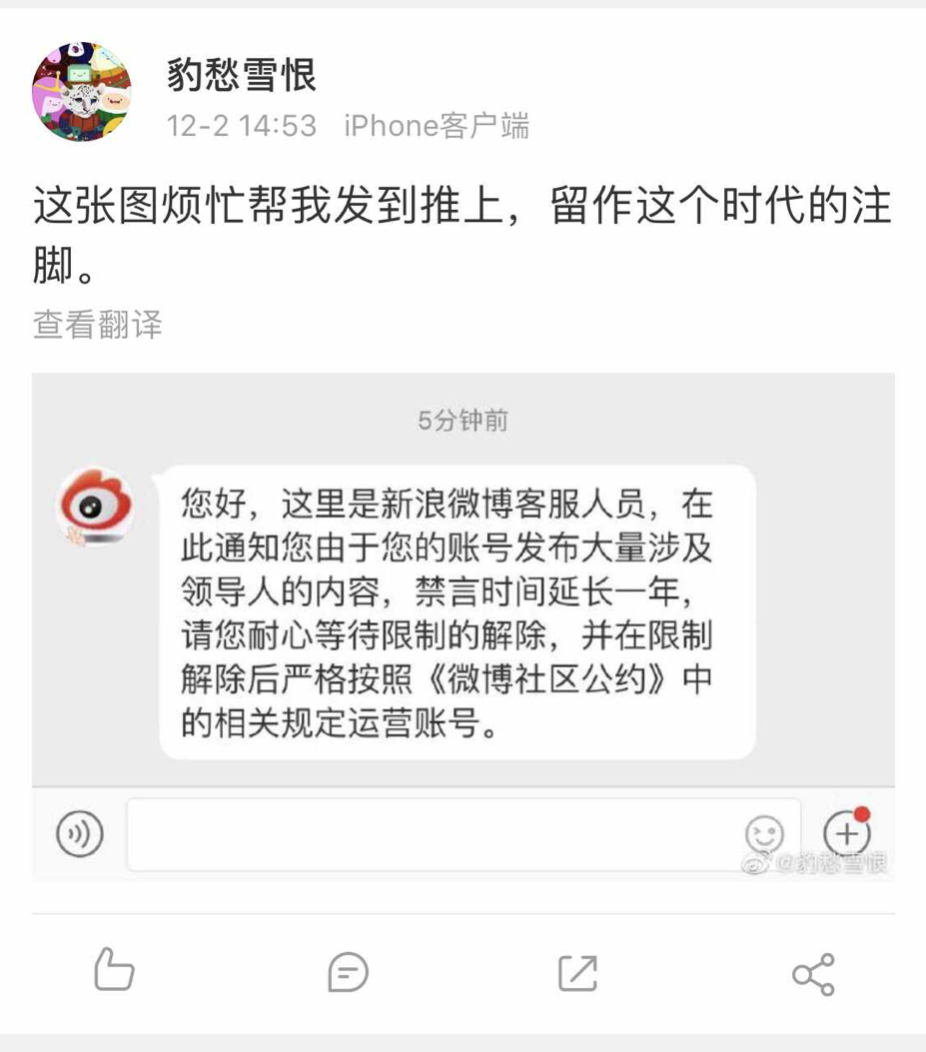 豹愁雪恨
12-2 14:53 iPhone客户端
这张图烦忙帮我发到推上，留作这个时代的注
脚。
查看翻译
5分钟前
您好，这里是新浪微博客服人员，在
此通知您由于您的账号发布大量涉及
领导人的内容，禁言时间延长一年，
请您耐心等待限制的解除，并在限制
解除后严格按照《微博社区公约》中
的相关规定运营账号。
@豹愁雪恨